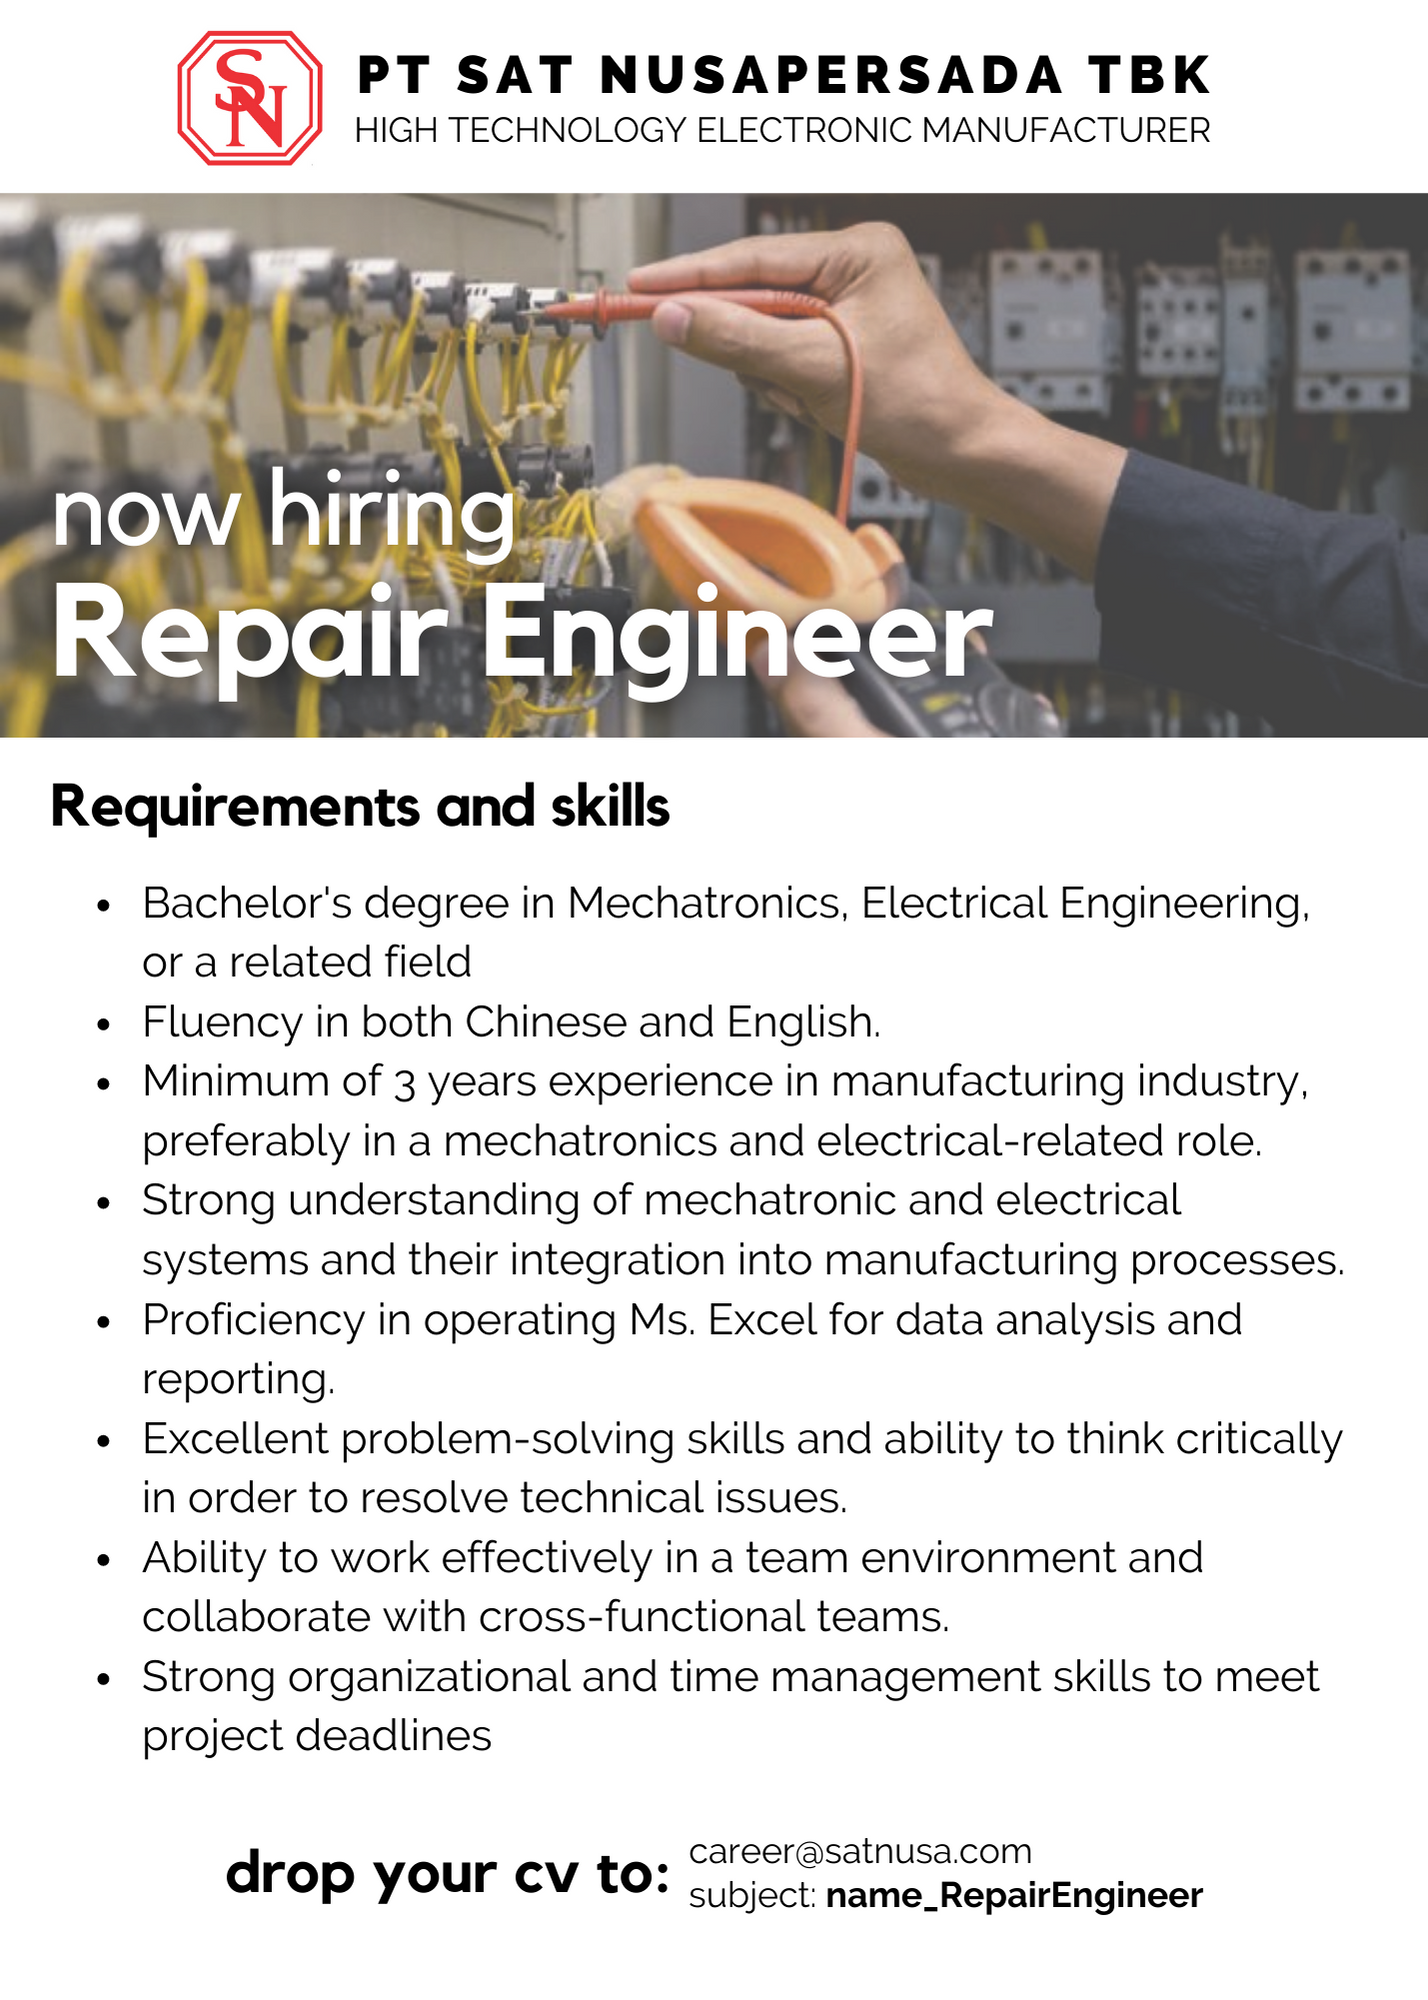 SN
PT SAT NUSAPERSADA TBK
HIGH TECHNOLOGY ELECTRONIC MANUFACTURER
now hiring
Repair Engineer
Requirements and skills
• Bachelor's degree in Mechatronics, Electrical Engineering,
or a related field
• Fluency in both Chinese and English.
• Minimum of 3 years experience in manufacturing industry,
preferably in a mechatronics and electrical-related role.
• Strong understanding of mechatronic and electrical
systems and their integration into manufacturing processes.
• Proficiency in operating Ms. Excel for data analysis and
reporting.
• Excellent problem-solving skills and ability to think critically
in order to resolve technical issues.
• Ability to work effectively in a team environment and
collaborate with cross-functional teams.
• Strong organizational and time management skills to meet
project deadlines
drop your cv to:
career@satnusa.com
subject: name_RepairEngineer